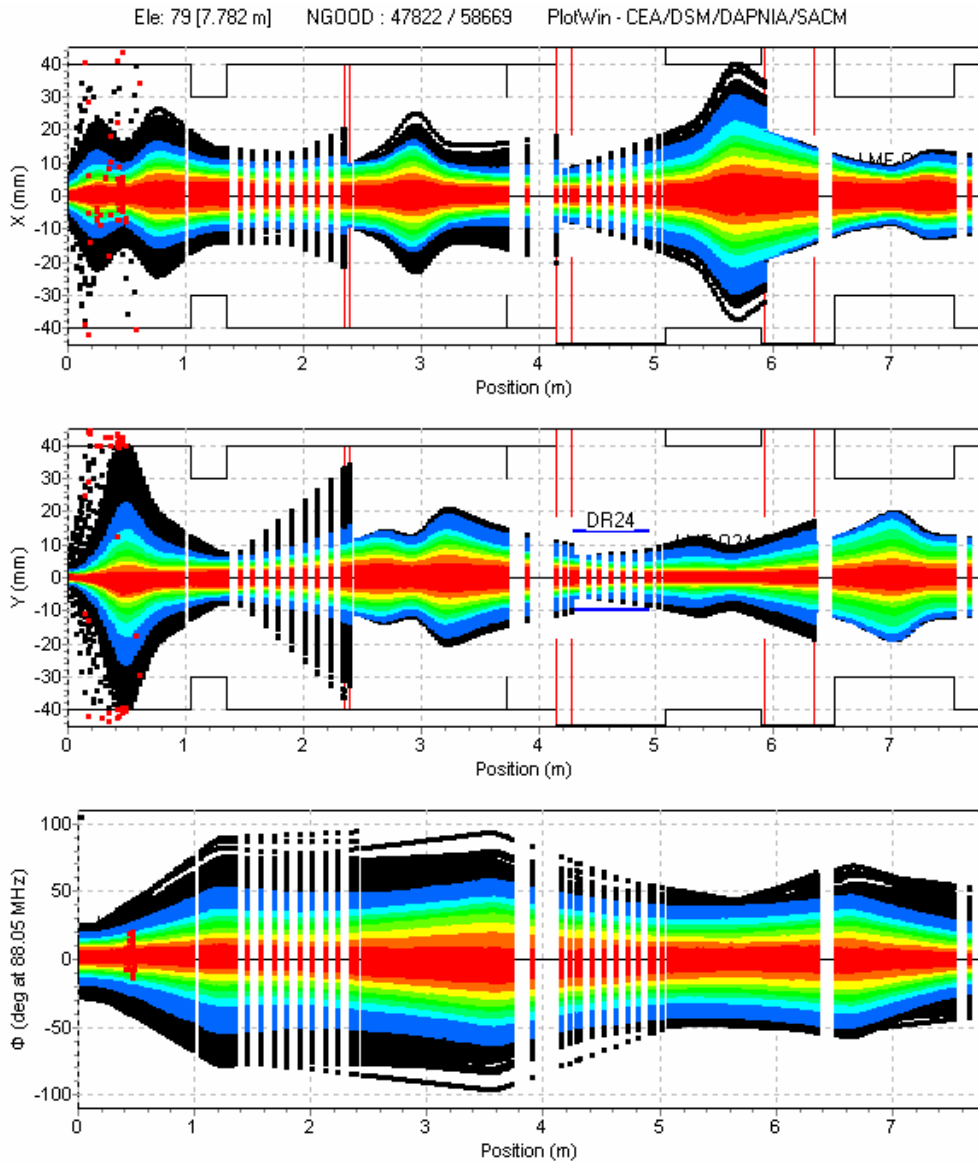 Ele: 79 [7.782 m] NGOOD : 47822 / 58669 PlotWin - CEA/DSM/DAPNIA/SACM
40
30
20
10
0
-10
-20
-30
-40
X (mm)
0 1 2 3 4 5 6 7
Position (m)
40
30
20
10
0
-10
-20
-30
-40
Y (mm)
DR24
0 1 2 3 4 5 6 7
Position (m)
100
50
0
-50
-100
Φ (deg at 88.05 MHz)
0 1 2 3 4 5 6 7
Position (m)